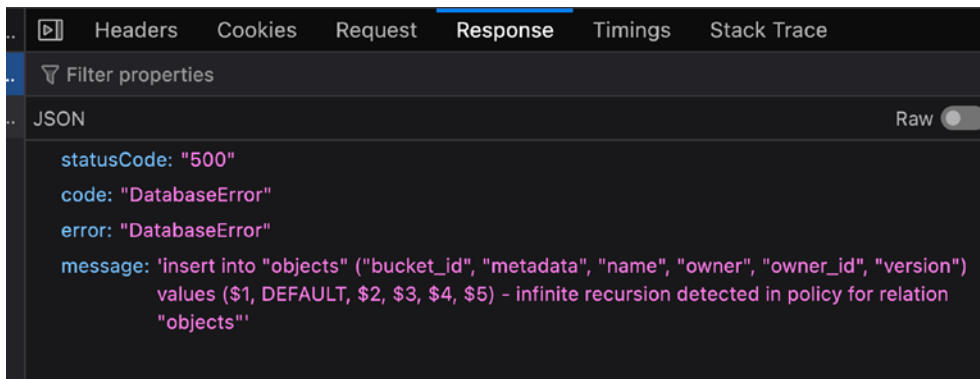 Headers Cookies Request Response Timings Stack Trace
Filter properties
JSON Raw
statusCode: "500"
code: "DatabaseError"
error: "DatabaseError"
message: 'insert into "objects" ("bucket_id", "metadata", "name", "owner", "owner_id", "version")
values ($1, DEFAULT, $2, $3, $4, $5) - infinite recursion detected in policy for relation
"objects"'